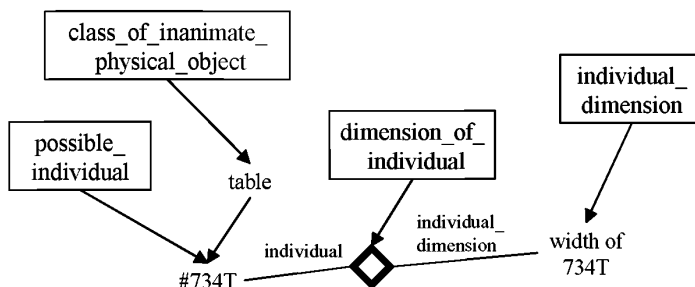 class_of_inanimate_
physical_object
individual_
dimension
dimension_of_
individual
possible_
individual
table
individual
individual_
dimension
width of
734T
#734T